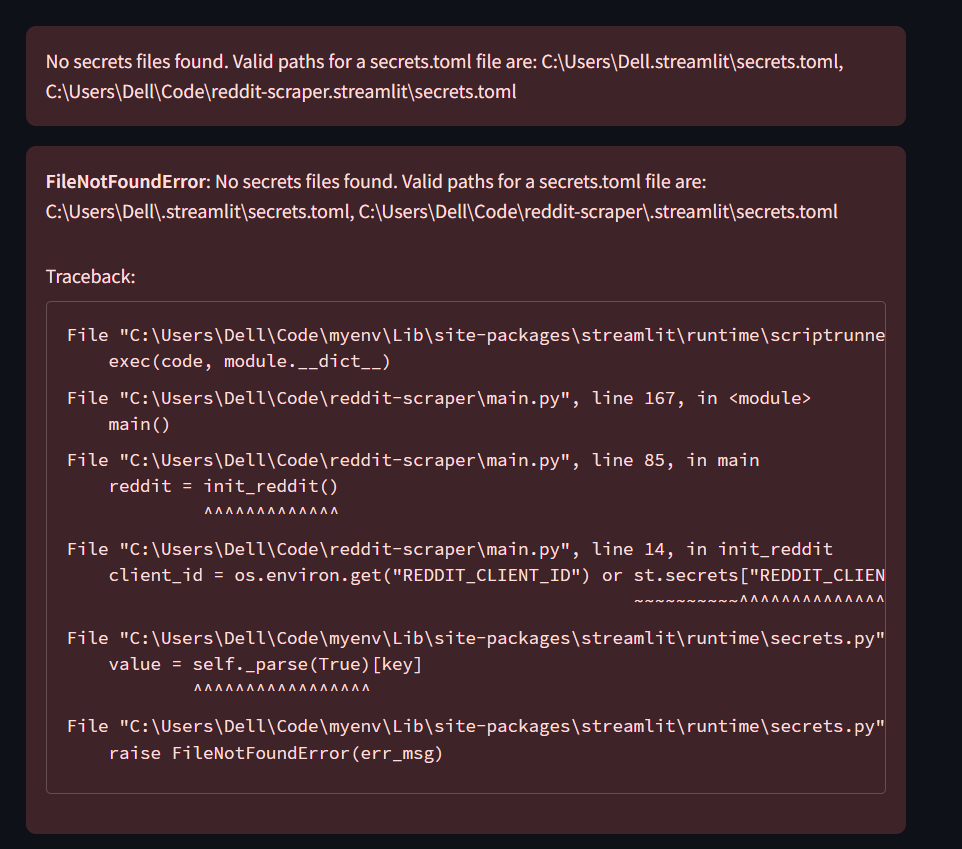 No secrets files found. Valid paths for a secrets.toml file are: C:\Users\Dell.streamlit\secrets.toml,
C:\Users\Dell\Code\reddit-scraper.streamlit\secrets.toml
FileNotFoundError: No secrets files found. Valid paths for a secrets.toml file are:
C:\Users\Dell\.streamlit\secrets.toml, C:\Users\Dell\Code\reddit-scraper\.streamlit\secrets.toml
Traceback:
File "C:\Users\Dell\Code\myenv\Lib\site-packages\streamlit\runtime\scriptrunne
exec(code, module.__dict__)
File "C:\Users\Dell\Code\reddit-scraper\main.py", line 167, in <module>
main()
File "C:\Users\Dell\Code\reddit-scraper\main.py", line 85, in main
reddit = init_reddit()
^^^^^^^^^^^^^
File "C:\Users\Dell\Code\reddit-scraper\main.py", line 14, in init_reddit
client_id = os.environ.get("REDDIT_CLIENT_ID") or st.secrets["REDDIT_CLIEN
~~~~~~~~~~^^^^^^^^^^^^^^
File "C:\Users\Dell\Code\myenv\Lib\site-packages\streamlit\runtime\secrets.py"
value = self._parse(True)[key]
^^^^^^^^^^^^^^^^^
File "C:\Users\Dell\Code\myenv\Lib\site-packages\streamlit\runtime\secrets.py"
raise FileNotFoundError(err_msg)